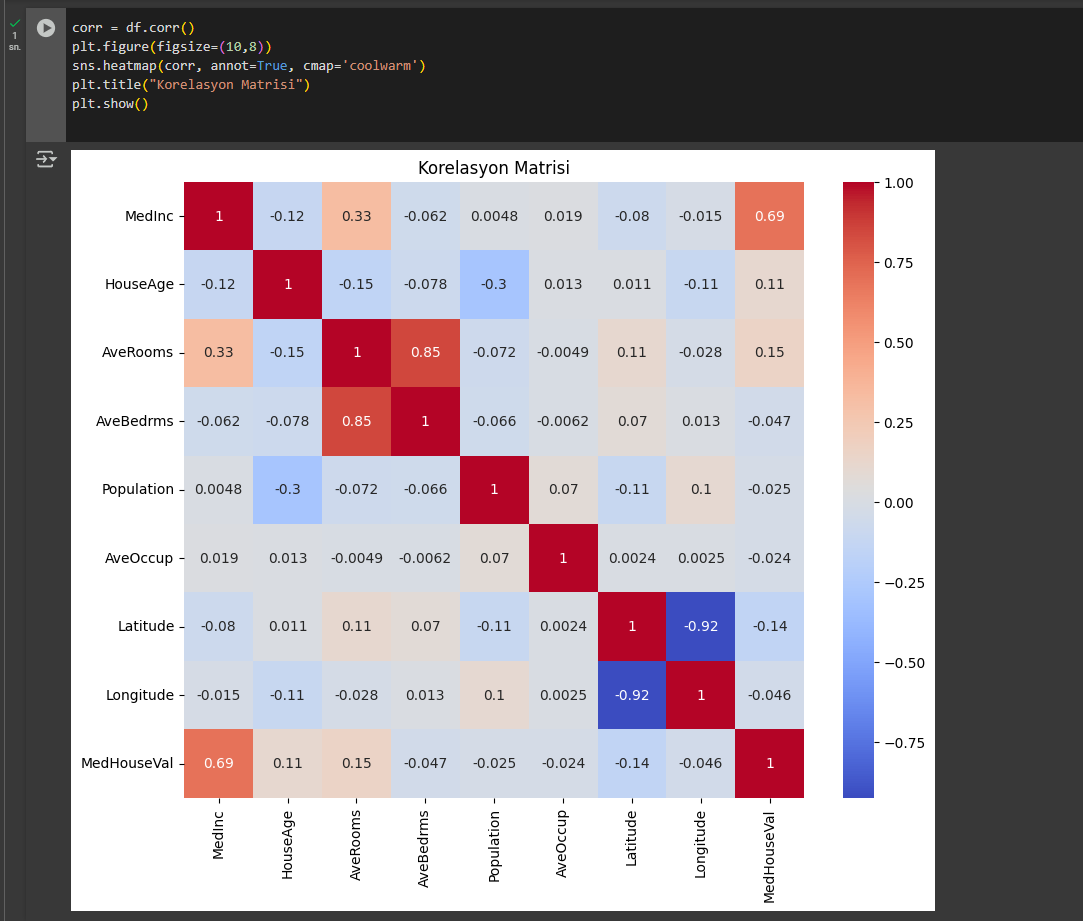 corr = df.corr()
1
plt.figure(figsize=(10,8))
sn.
sns.heatmap(corr, annot=True, cmap='coolwarm')
plt.title("Korelasyon Matrisi")
plt.show()
Korelasyon Matrisi
MedInc 1 -0.12 0.33 -0.062 0.0048 0.019 -0.08 -0.015 0.69
HouseAge -0.12 1 -0.15 -0.078 -0.3 0.013 0.011 -0.11 0.11
AveRooms 0.33 -0.15 1 0.85 -0.072 -0.0049 0.11 -0.028 0.15
AveBedrms -0.062 -0.078 0.85 1 -0.066 -0.0062 0.07 0.013 -0.047
Population 0.0048 -0.3 -0.072 -0.066 1 0.07 -0.11 0.1 -0.025
AveOccup 0.019 0.013 -0.0049 -0.0062 0.07 1 0.0024 0.0025 -0.024
Latitude -0.08 0.011 0.11 0.07 -0.11 0.0024 1 -0.92 -0.14
Longitude -0.015 -0.11 -0.028 0.013 0.1 0.0025 -0.92 1 -0.046
MedHouseVal 0.69 0.11 0.15 -0.047 -0.025 -0.024 -0.14 -0.046 1
MedInc
HouseAge
AveRooms
AveBedrms
Population
AveOccup
Latitude
Longitude
MedHouseVal
1.00
0.75
0.50
0.25
0.00
−0.25
−0.50
−0.75